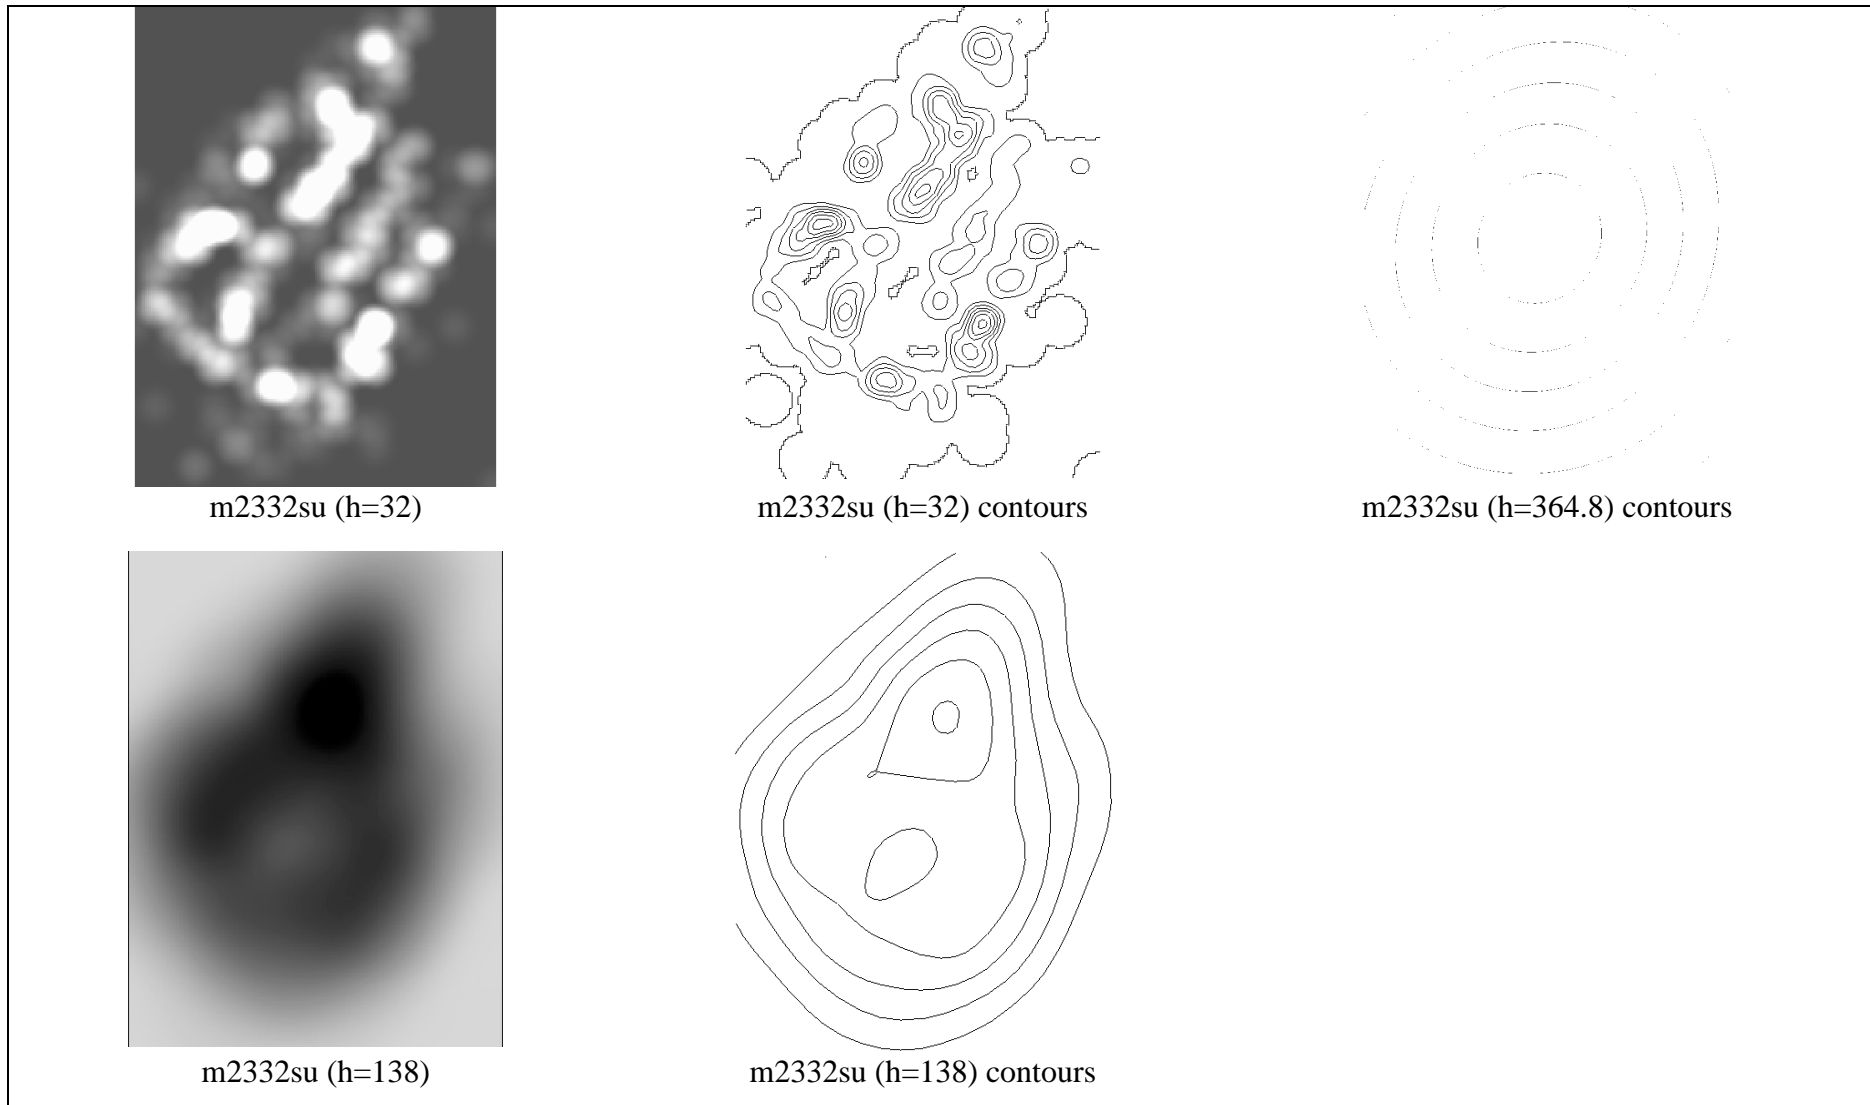 m2332su (h=32)
m2332su (h=32) contours
m2332su (h=364.8) contours
m2332su (h=138)
m2332su (h=138) contours